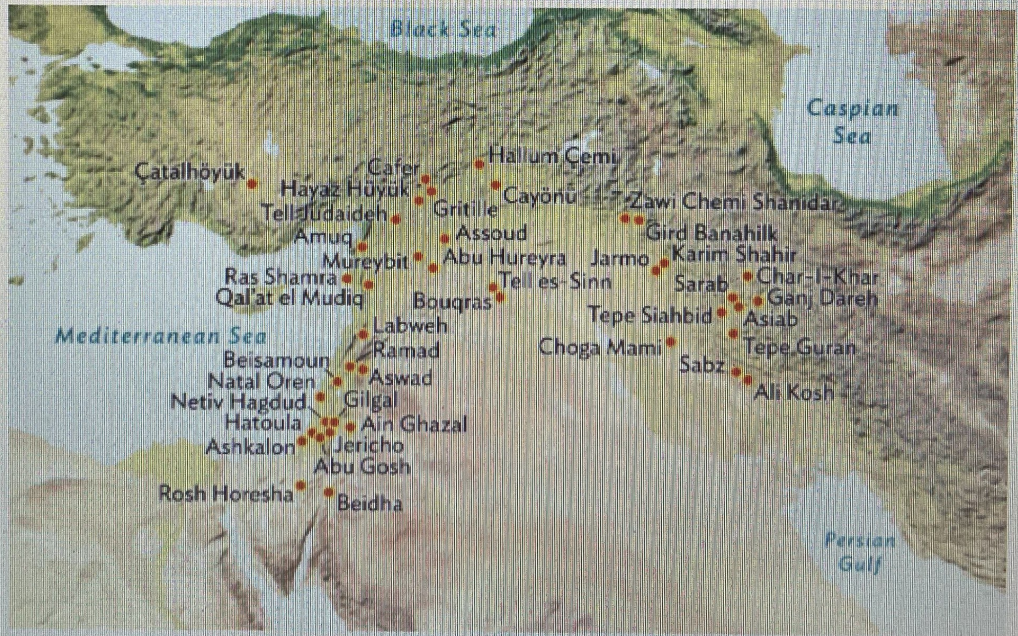 Black Sea
Caspian
Sea
Hallum Çemi
Cafer
Çatalhöyük
Hayaz Hüyük
Cayönü
Zawi Chemi Shanidar
Tell Judaideh
Gritille
Assoud
Gird Banahilk
Amuq
Mureybit
Abu Hureyra
Jarmo
Karim Shahir
Ras Shamra
Tell es-Sinn
Sarab
Char-I-Khar
Qal'at el Mudiq
Bouqras
Ganj Dareh
Tepe Siahbid
Asiab
Mediterranean Sea
Labweh
Ramad
Choga Mami
Tepe Guran
Beisamoun
Sabz
Natal Oren
Aswad
Ali Kosh
Netiv Hagdud
Gilgal
Hatoula
Ain Ghazal
Ashkalon
Jericho
Abu Gosh
Rosh Horesha
Beidha
Persian
Gulf